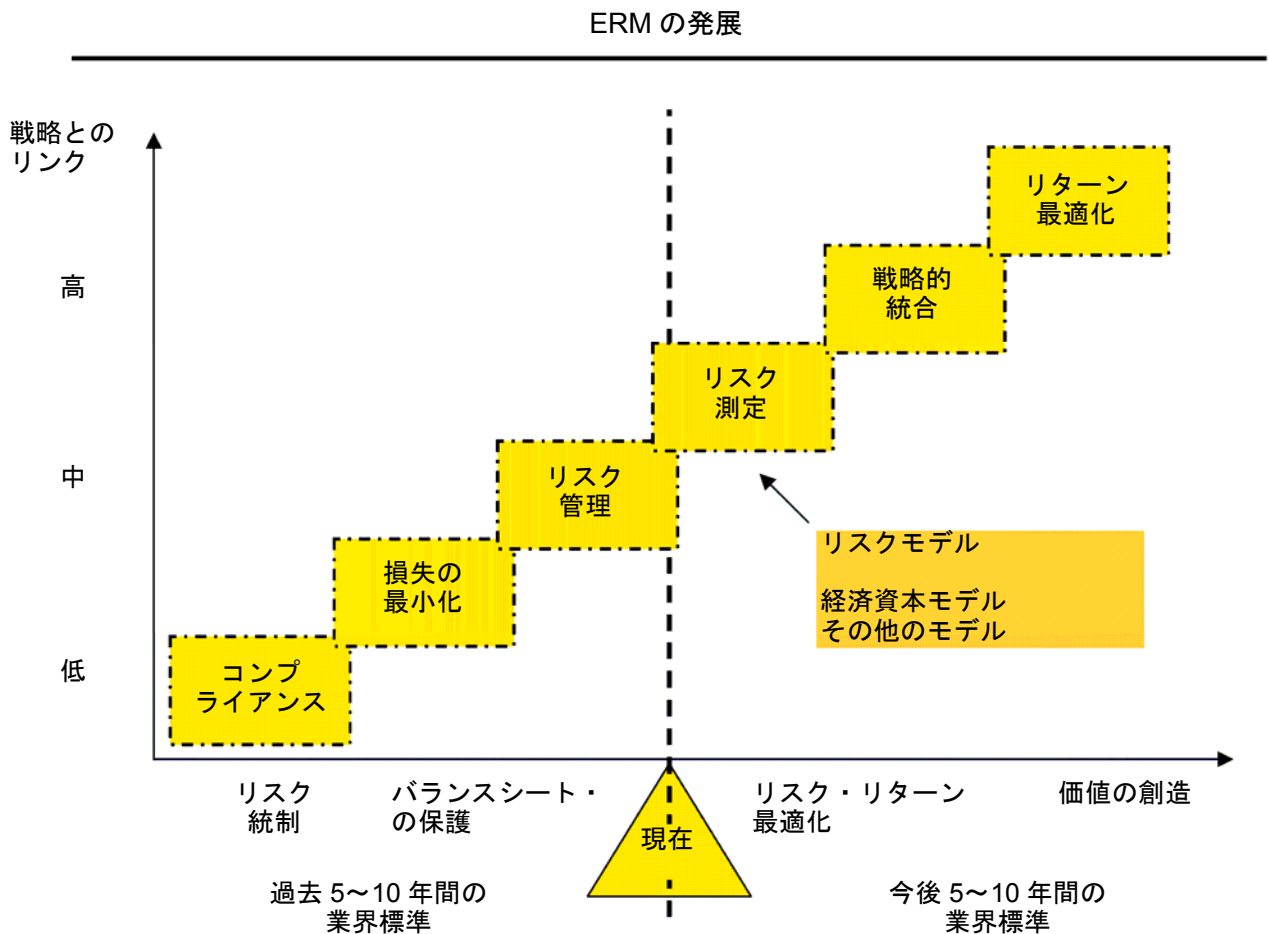 ERM の発展
戦略との
リンク
高
中
低
リターン
最適化
戦略的
統合
リスク
測定
リスク
管理
損失の
最小化
コンプ
ライアンス
リスクモデル
経済資本モデル
その他のモデル
リスク
統制
バランスシート・
の保護
現在
リスク・リターン
最適化
価値の創造
過去 5～10 年間の
業界標準
今後 5～10 年間の
業界標準